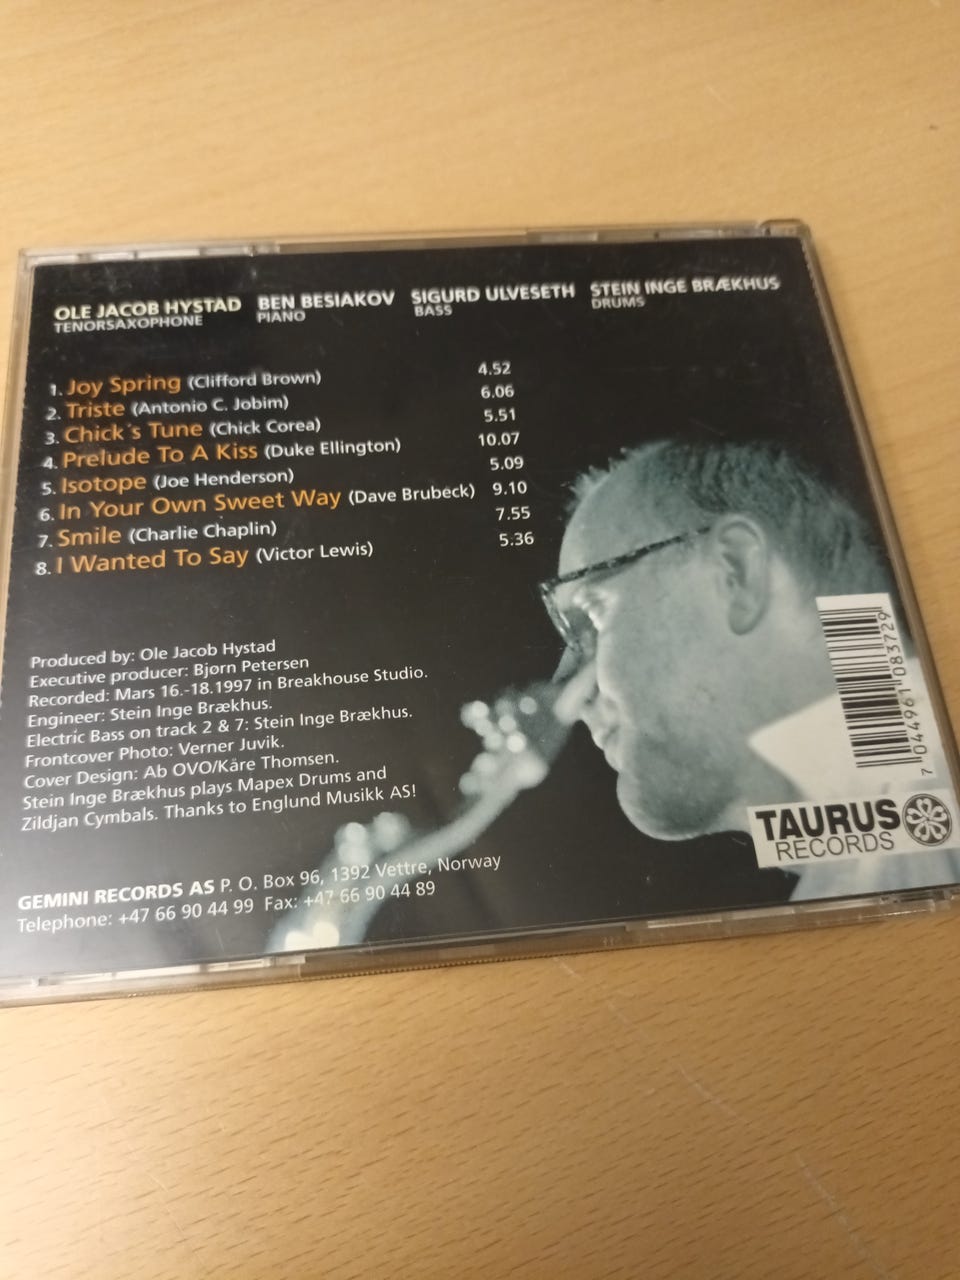 OLE JACOB HYSTAD
TENORSAXOPHONE
BEN BESIAKOV
PIANO
SIGURD ULVESETH
BASS
STEIN INGE BRÆKHUS
DRUMS
1. Joy Spring (Clifford Brown) 4.52
2. Triste (Antonio C. Jobim) 6.06
3. Chick´s Tune (Chick Corea) 5.51
4. Prelude To A Kiss (Duke Ellington) 10.07
5. Isotope (Joe Henderson) 5.09
6. In Your Own Sweet Way (Dave Brubeck) 9.10
7. Smile (Charlie Chaplin) 7.55
8. I Wanted To Say (Victor Lewis) 5.36
Produced by: Ole Jacob Hystad
Executive producer: Bjørn Petersen
Recorded: Mars 16.-18.1997 in Breakhouse Studio.
Engineer: Stein Inge Brækhus.
Electric Bass on track 2 & 7: Stein Inge Brækhus.
Frontcover Photo: Verner Juvik.
Cover Design: Ab OVO/Kåre Thomsen.
Stein Inge Brækhus plays Mapex Drums and
Zildjan Cymbals. Thanks to Englund Musikk AS!
GEMINI RECORDS AS P. O. Box 96, 1392 Vettre, Norway
Telephone: +47 66 90 44 99 Fax: +47 66 90 44 89
7 044961 083729
TAURUS
RECORDS